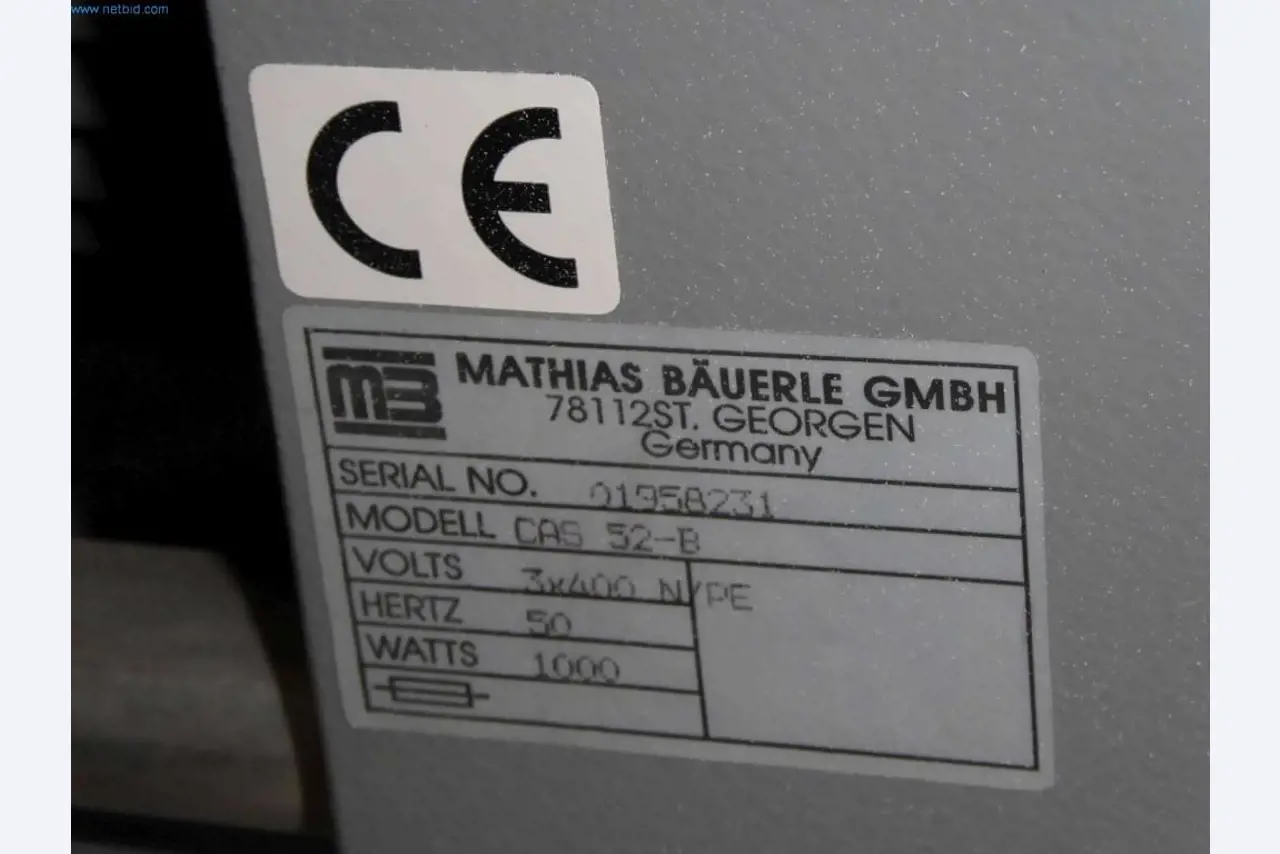 www.netbid.com
CE
MB MATHIAS BÄUERLE GMBH
78112ST. GEORGEN
Germany
SERIAL NO. 01958231
MODELL CAS 52-B
VOLTS 3x400 N/PE
HERTZ 50
WATTS 1000